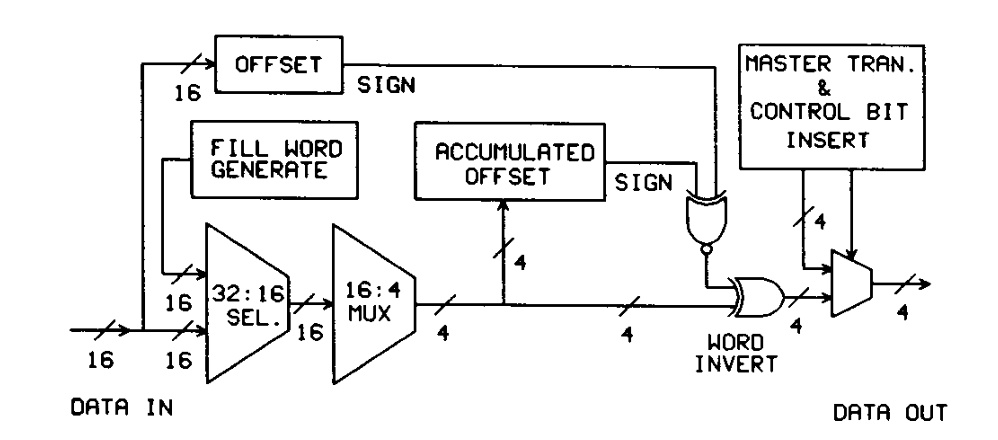 OFFSET
SIGN
16
MASTER TRAN.
&
CONTROL BIT
INSERT
FILL WORD
GENERATE
ACCUMULATED
OFFSET
SIGN
4
4
16
32:16
SEL.
16
16:4
MUX
4
4
4
4
16
16
WORD
INVERT
DATA IN
DATA OUT